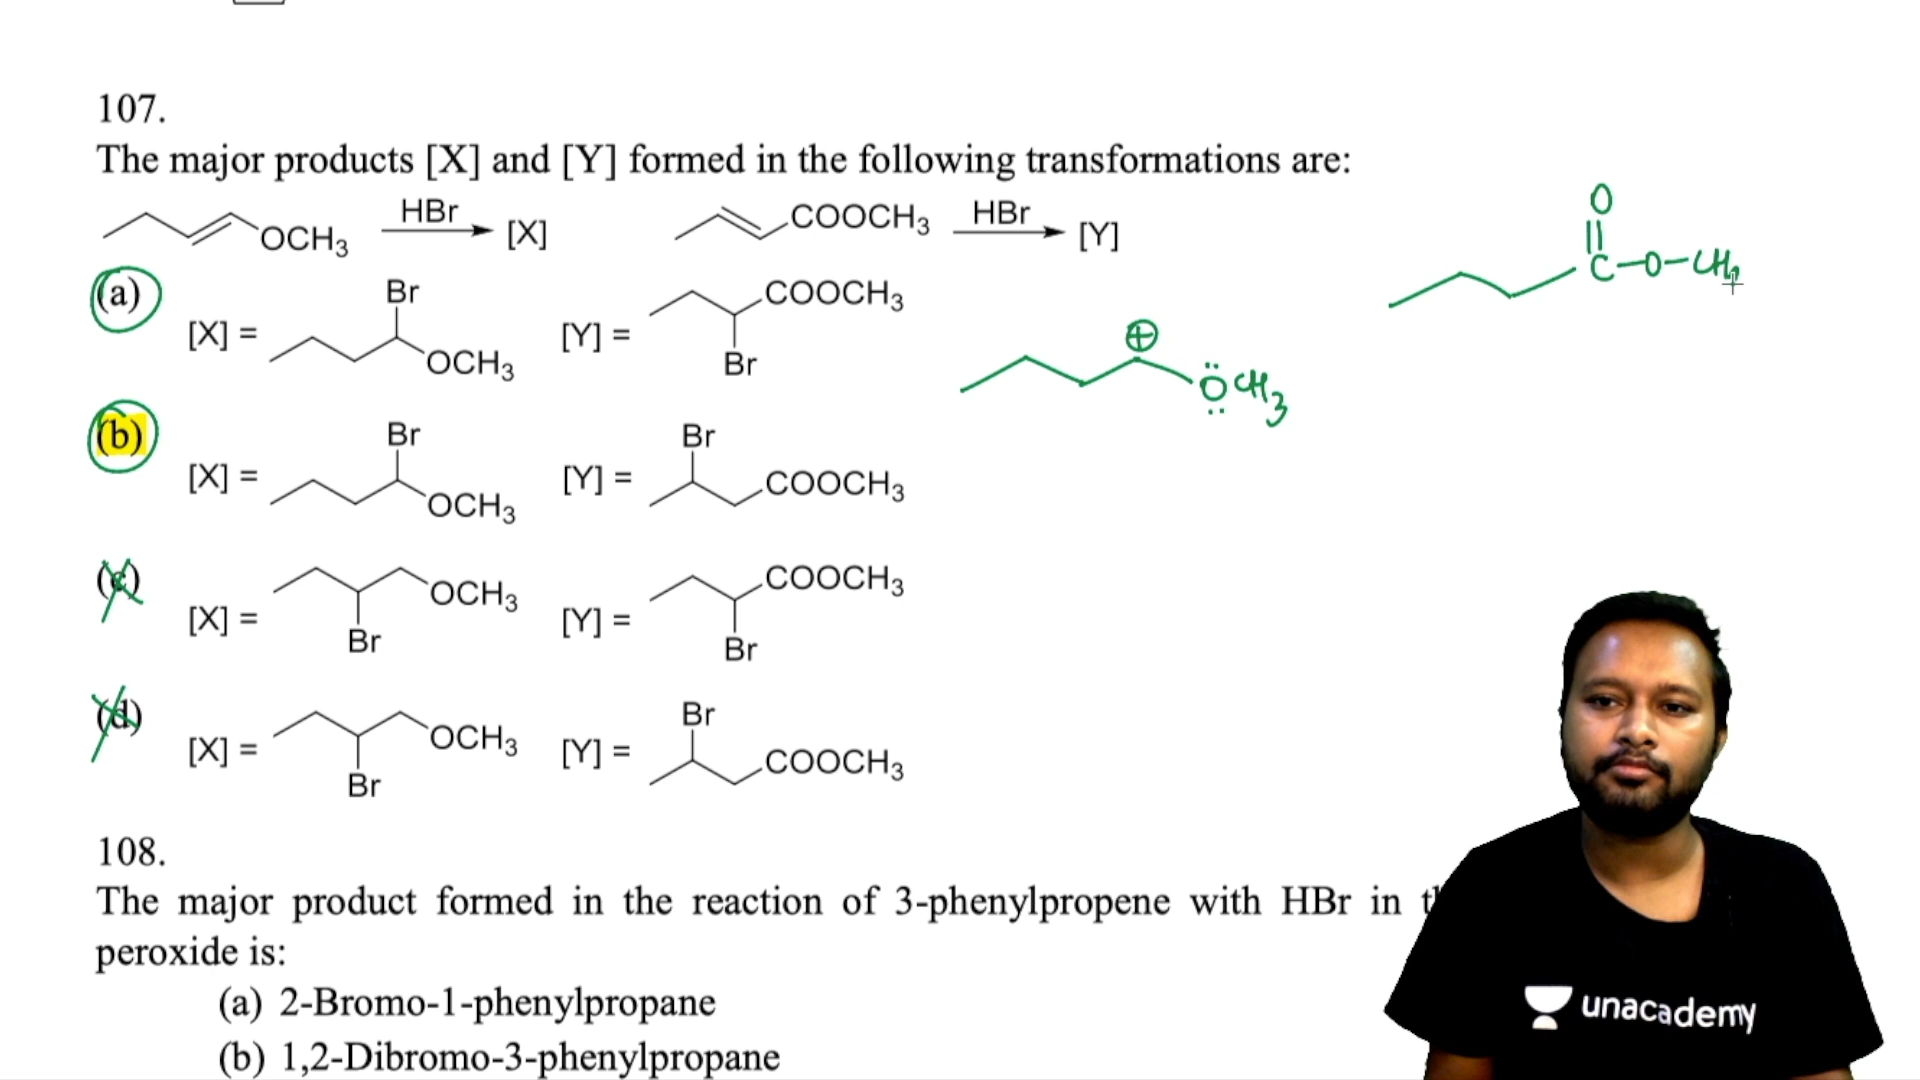 107.
The major products [X] and [Y] formed in the following transformations are:
OCH3 HBr [X] COOCH3 HBr [Y]
O
C-O-CH3
(a) [X] = Br OCH3 [Y] = COOCH3 Br
⊕ ÖCH3
(b) [X] = Br OCH3 [Y] = Br COOCH3
(c) [X] = OCH3 Br [Y] = COOCH3 Br
(d) [X] = OCH3 Br [Y] = Br COOCH3
108.
The major product formed in the reaction of 3-phenylpropene with HBr in
peroxide is:
(a) 2-Bromo-1-phenylpropane
(b) 1,2-Dibromo-3-phenylpropane
unacademy